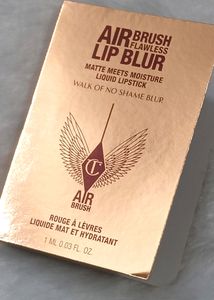 AIRBRUSH
FLAWLESS
LIP BLUR
MATTE MEETS MOISTURE
LIQUID LIPSTICK
WALK OF NO SHAME BLUR
CT
AIR
BRUSH
ROUGE À LÈVRES
LIQUIDE MAT ET HYDRATANT
1 ML 0.03 FL. OZ.